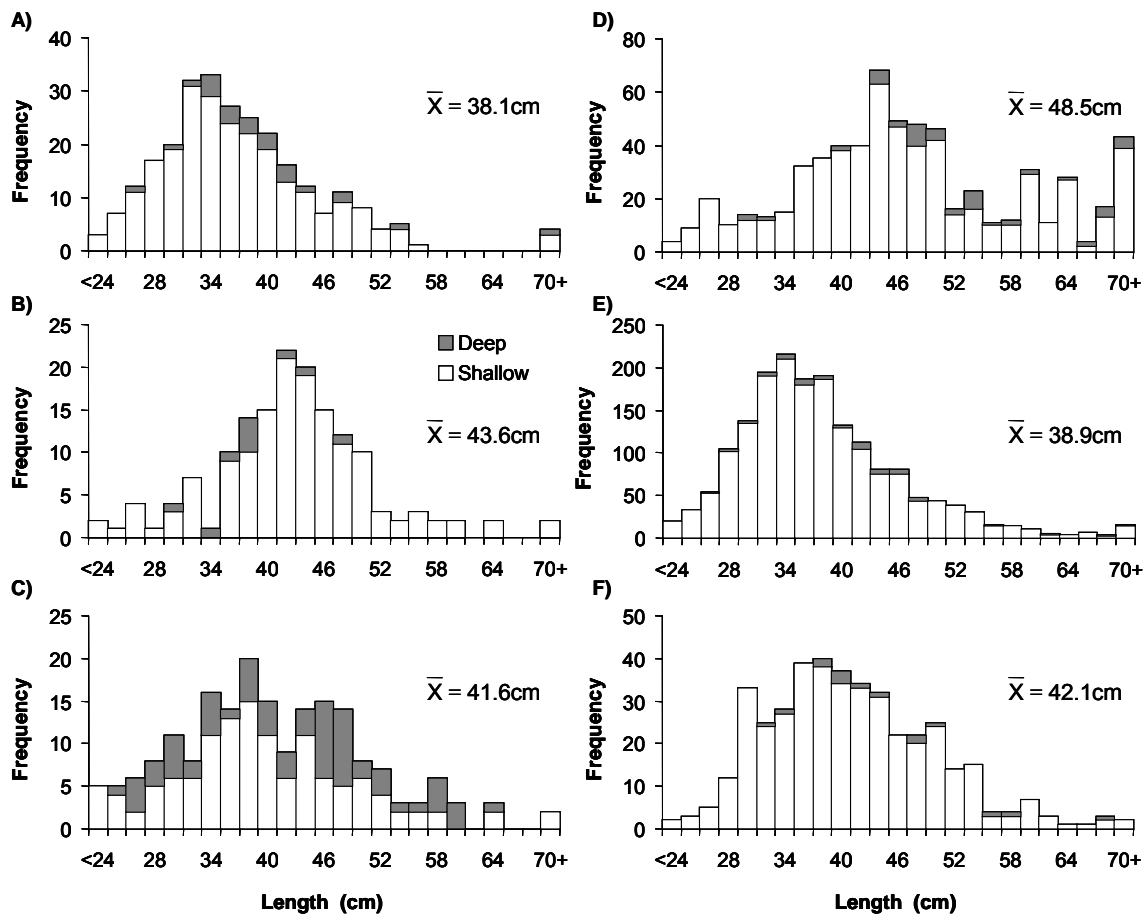 A)
40
30
20
10
0
Frequency
X = 38.1cm
<24 28 34 40 46 52 58 64 70+
B)
25
20
15
10
5
0
Frequency
Deep
Shallow
X = 43.6cm
<24 28 34 40 46 52 58 64 70+
C)
25
20
15
10
5
0
Frequency
X = 41.6cm
<24 28 34 40 46 52 58 64 70+
Length (cm)
D)
80
60
40
20
0
Frequency
X = 48.5cm
<24 28 34 40 46 52 58 64 70+
E)
250
200
150
100
50
0
Frequency
X = 38.9cm
<24 28 34 40 46 52 58 64 70+
F)
50
40
30
20
10
0
Frequency
X = 42.1cm
<24 28 34 40 46 52 58 64 70+
Length (cm)